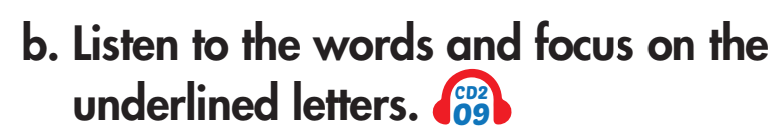 b. Listen to the words and focus on the
underlined letters. CD2
09